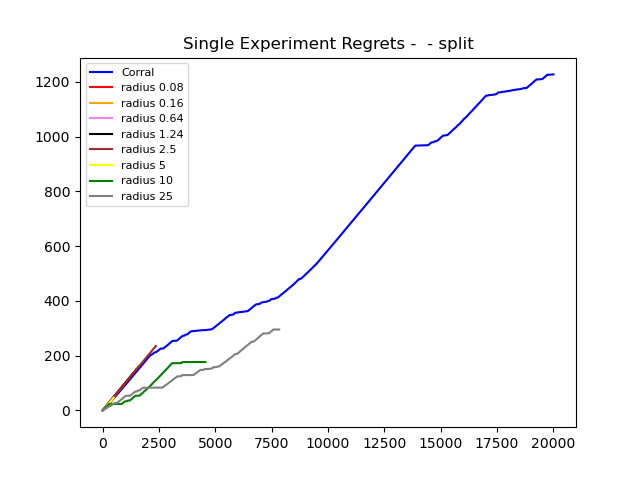 Single Experiment Regrets -  - split
Corral
radius 0.08
radius 0.16
radius 0.64
radius 1.24
radius 2.5
radius 5
radius 10
radius 25
1200
1000
800
600
400
200
0
0 2500 5000 7500 10000 12500 15000 17500 20000